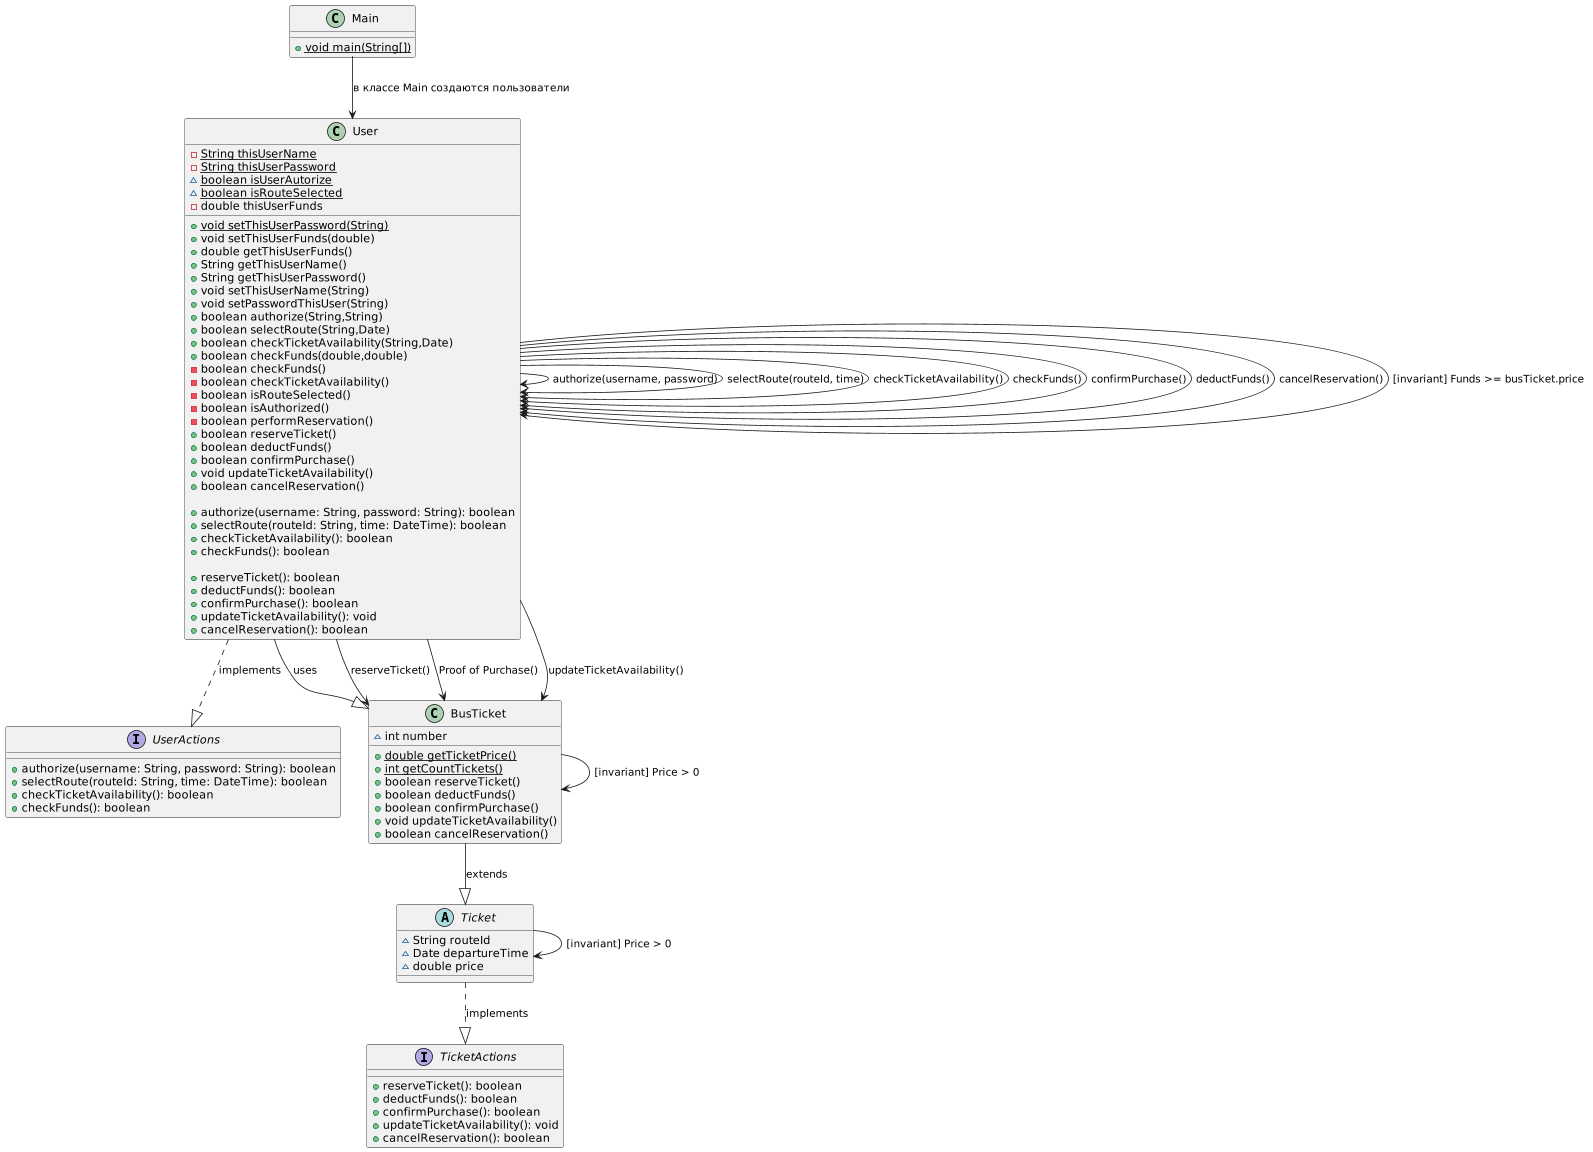 C Main
void main(String[])
в классе Main создаются пользователи
C User
String thisUserName
String thisUserPassword
boolean isUserAutorize
boolean isRouteSelected
double thisUserFunds
void setThisUserPassword(String)
void setThisUserFunds(double)
double getThisUserFunds()
String getThisUserName()
String getThisUserPassword()
void setThisUserName(String)
void setPasswordThisUser(String)
boolean authorize(String,String)
boolean selectRoute(String,Date)
boolean checkTicketAvailability(String,Date)
boolean checkFunds(double,double)
boolean checkFunds()
boolean checkTicketAvailability()
boolean isRouteSelected()
boolean isAuthorized()
boolean performReservation()
boolean reserveTicket()
boolean deductFunds()
boolean confirmPurchase()
void updateTicketAvailability()
boolean cancelReservation()
authorize(username: String, password: String): boolean
selectRoute(routeId: String, time: DateTime): boolean
checkTicketAvailability(): boolean
checkFunds(): boolean
reserveTicket(): boolean
deductFunds(): boolean
confirmPurchase(): boolean
updateTicketAvailability(): void
cancelReservation(): boolean
authorize(username, password)
selectRoute(routeId, time)
checkTicketAvailability()
checkFunds()
confirmPurchase()
deductFunds()
cancelReservation()
[invariant] Funds >= busTicket.price
implements
uses
reserveTicket()
Proof of Purchase()
updateTicketAvailability()
I UserActions
authorize(username: String, password: String): boolean
selectRoute(routeId: String, time: DateTime): boolean
checkTicketAvailability(): boolean
checkFunds(): boolean
C BusTicket
int number
double getTicketPrice()
int getCountTickets()
boolean reserveTicket()
boolean deductFunds()
boolean confirmPurchase()
void updateTicketAvailability()
boolean cancelReservation()
[invariant] Price > 0
extends
A Ticket
String routeId
Date departureTime
double price
[invariant] Price > 0
implements
I TicketActions
reserveTicket(): boolean
deductFunds(): boolean
confirmPurchase(): boolean
updateTicketAvailability(): void
cancelReservation(): boolean